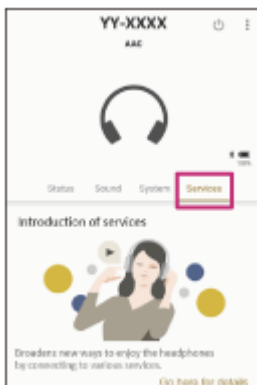 YY-XXXX
AAC
100%
Status Sound System Services
Introduction of services
Broadens new ways to enjoy the headphones
by connecting to various services.
Go here for details